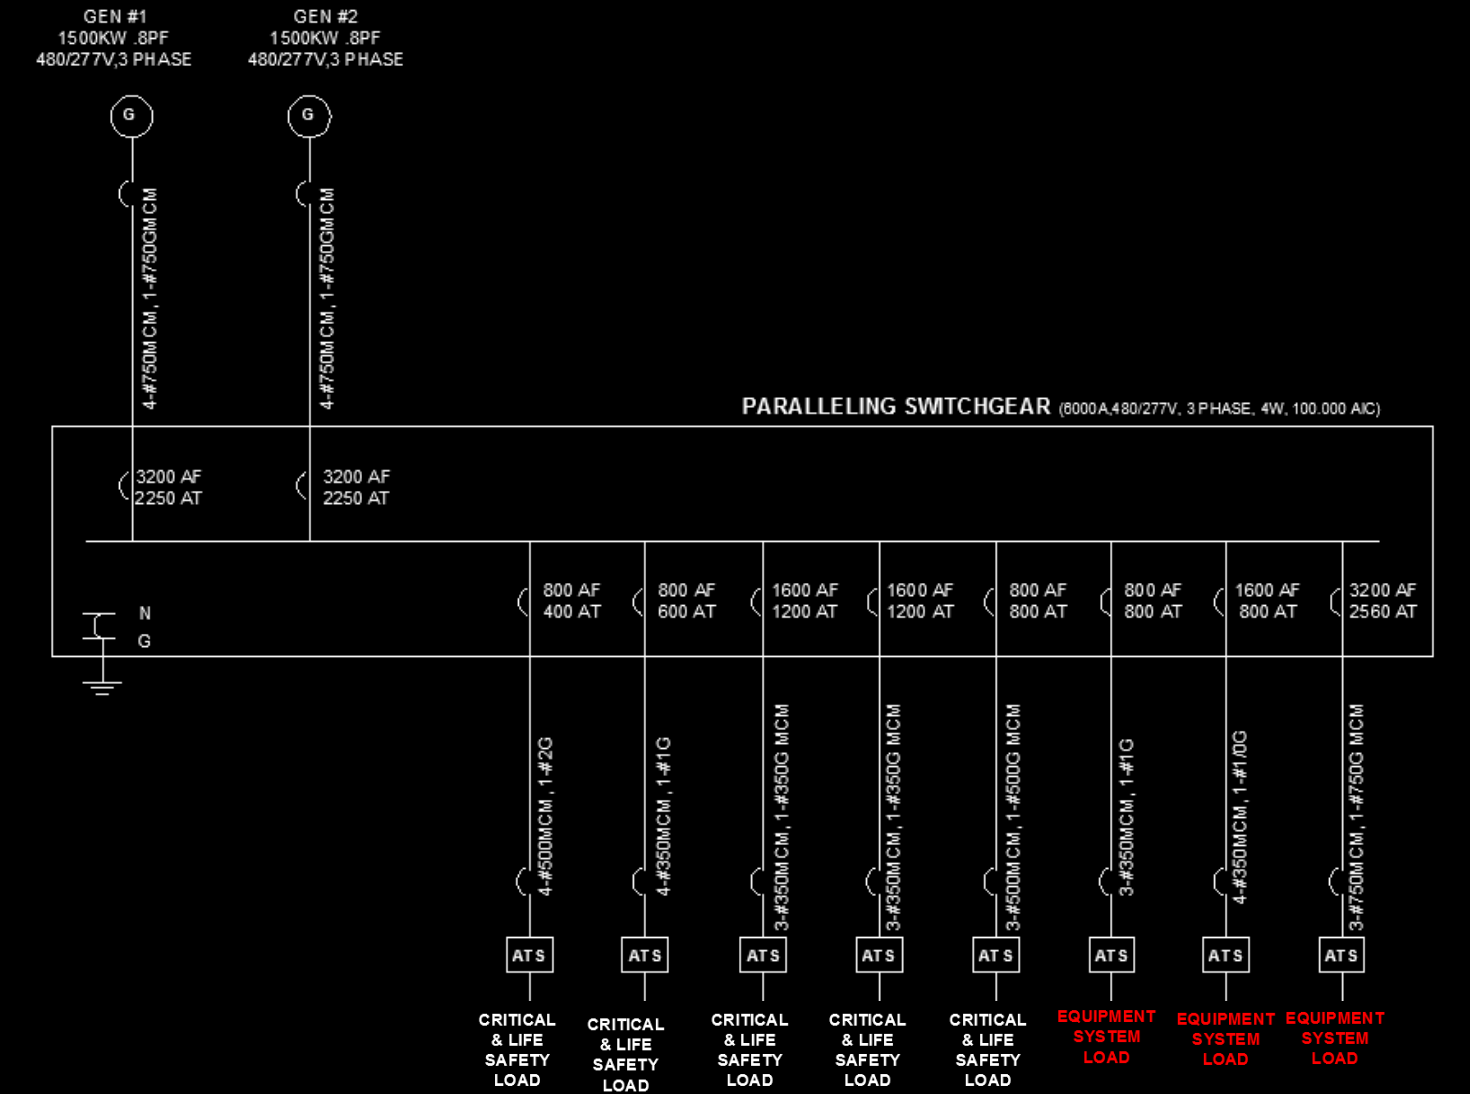 GEN #1
1500KW .8PF
480/277V,3 PHASE
GEN #2
1500KW .8PF
480/277V,3 PHASE
G
G
4-#750MCM, 1-#750GMCM
4-#750MCM, 1-#750GMCM
PARALLELING SWITCHGEAR (6000A,480/277V, 3 PHASE, 4W, 100.000 AIC)
3200 AF
2250 AT
3200 AF
2250 AT
800 AF
400 AT
800 AF
600 AT
1600 AF
1200 AT
1600 AF
1200 AT
800 AF
800 AT
800 AF
800 AT
1600 AF
800 AT
3200 AF
2560 AT
N
G
4-#500MCM, 1-#2G
4-#350MCM, 1-#1G
3-#350MCM, 1-#350G MCM
3-#350MCM, 1-#350G MCM
3-#500MCM, 1-#500G MCM
3-#350MCM, 1-#1G
4-#350MCM, 1-#1/0G
3-#750MCM, 1-#750G MCM
ATS
ATS
ATS
ATS
ATS
ATS
ATS
ATS
CRITICAL
& LIFE
SAFETY
LOAD
CRITICAL
& LIFE
SAFETY
LOAD
CRITICAL
& LIFE
SAFETY
LOAD
CRITICAL
& LIFE
SAFETY
LOAD
CRITICAL
& LIFE
SAFETY
LOAD
EQUIPMENT
SYSTEM
LOAD
EQUIPMENT
SYSTEM
LOAD
EQUIPMENT
SYSTEM
LOAD